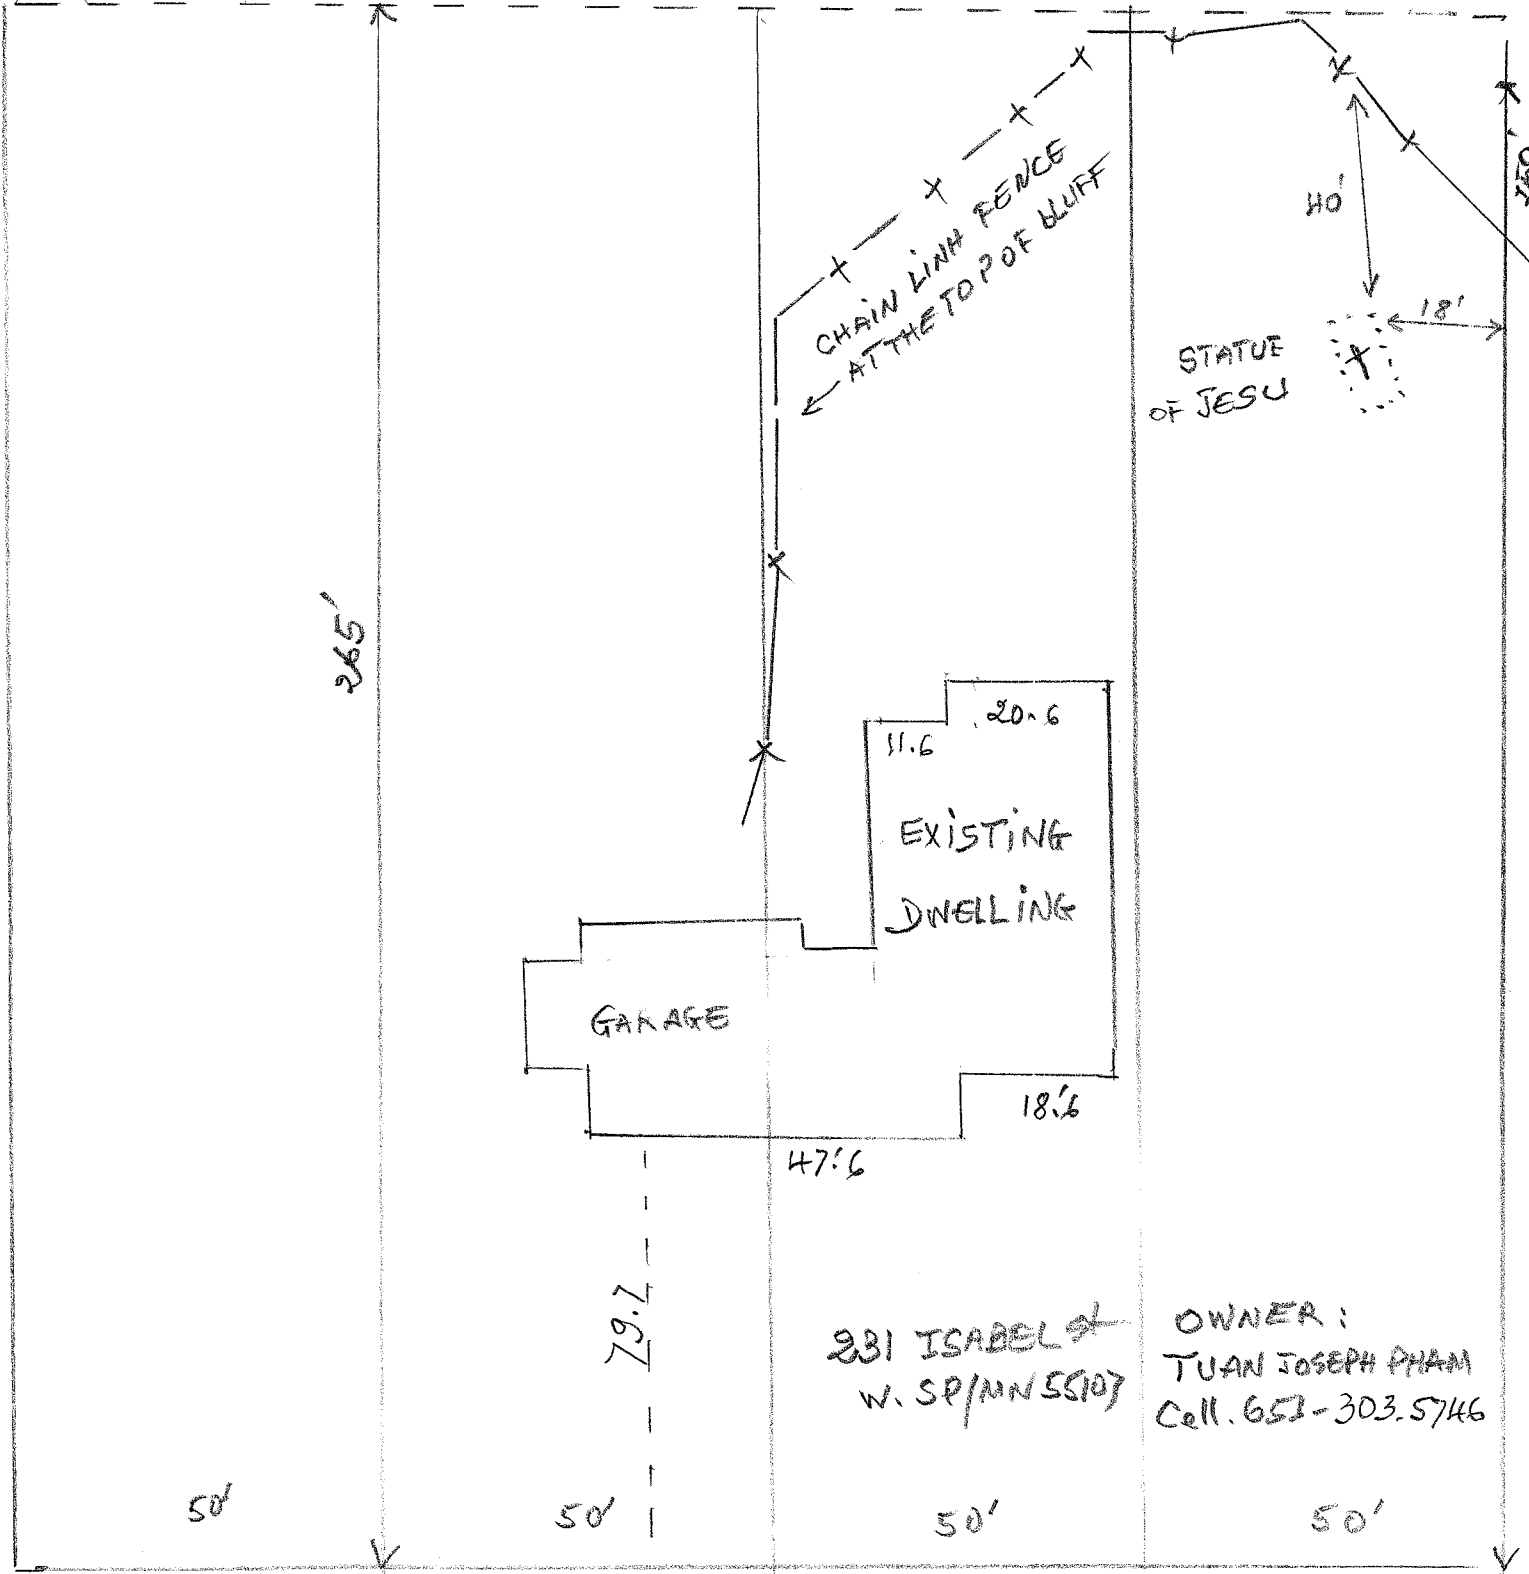 40'
18'
CHAIN LINH FENCE
AT THE TOP OF bLUFF
STATUE
OF JESU
265'
20.6
11.6
EXiSTiNG
DWELLiNG
GARAGE
18.'6
47.'6
79.2
231 ISABEL St
W. SP/MN 55107
OWNER:
TUAN JOSEPH PHAM
Cell. 651-303.5746
50'
50'
50'
50'